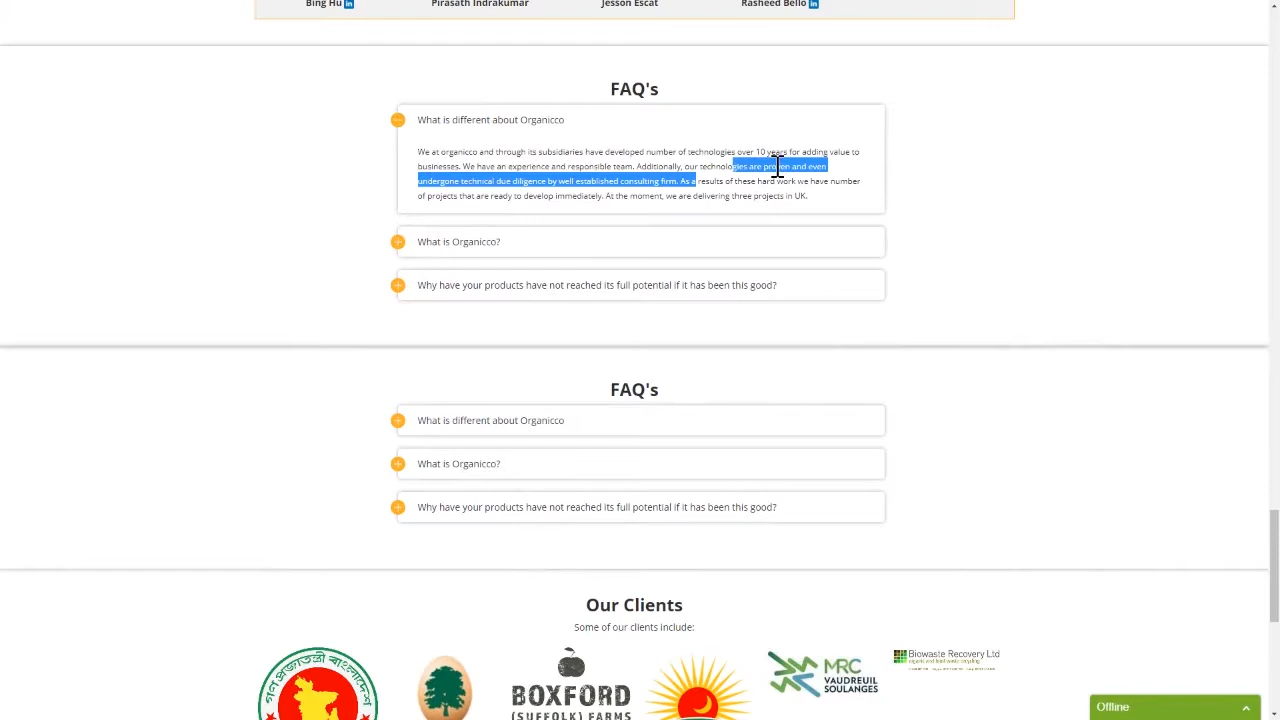 Bing Hu in
Pirasath Indrakumar
Jesson Escat
Rasheed Bello in
FAQ's
What is different about Organicco
We at organicco and through its subsidiaries have developed number of technologies over 10 years for adding value to
businesses. We have an experience and responsible team. Additionally, our technologies are proven and even
undergone technical due diligence by well established consulting firm. As a results of these hard work we have number
of projects that are ready to develop immediately. At the moment, we are delivering three projects in UK.
What is Organicco?
Why have your products have not reached its full potential if it has been this good?
FAQ's
What is different about Organicco
What is Organicco?
Why have your products have not reached its full potential if it has been this good?
Our Clients
Some of our clients include:
গণপ্রজাতন্ত্রী বাংলাদেশ
BOXFORD
(SUFFOLK) FARMS
MRC
VAUDREUIL
SOULANGES
Biowaste Recovery Ltd
Offline